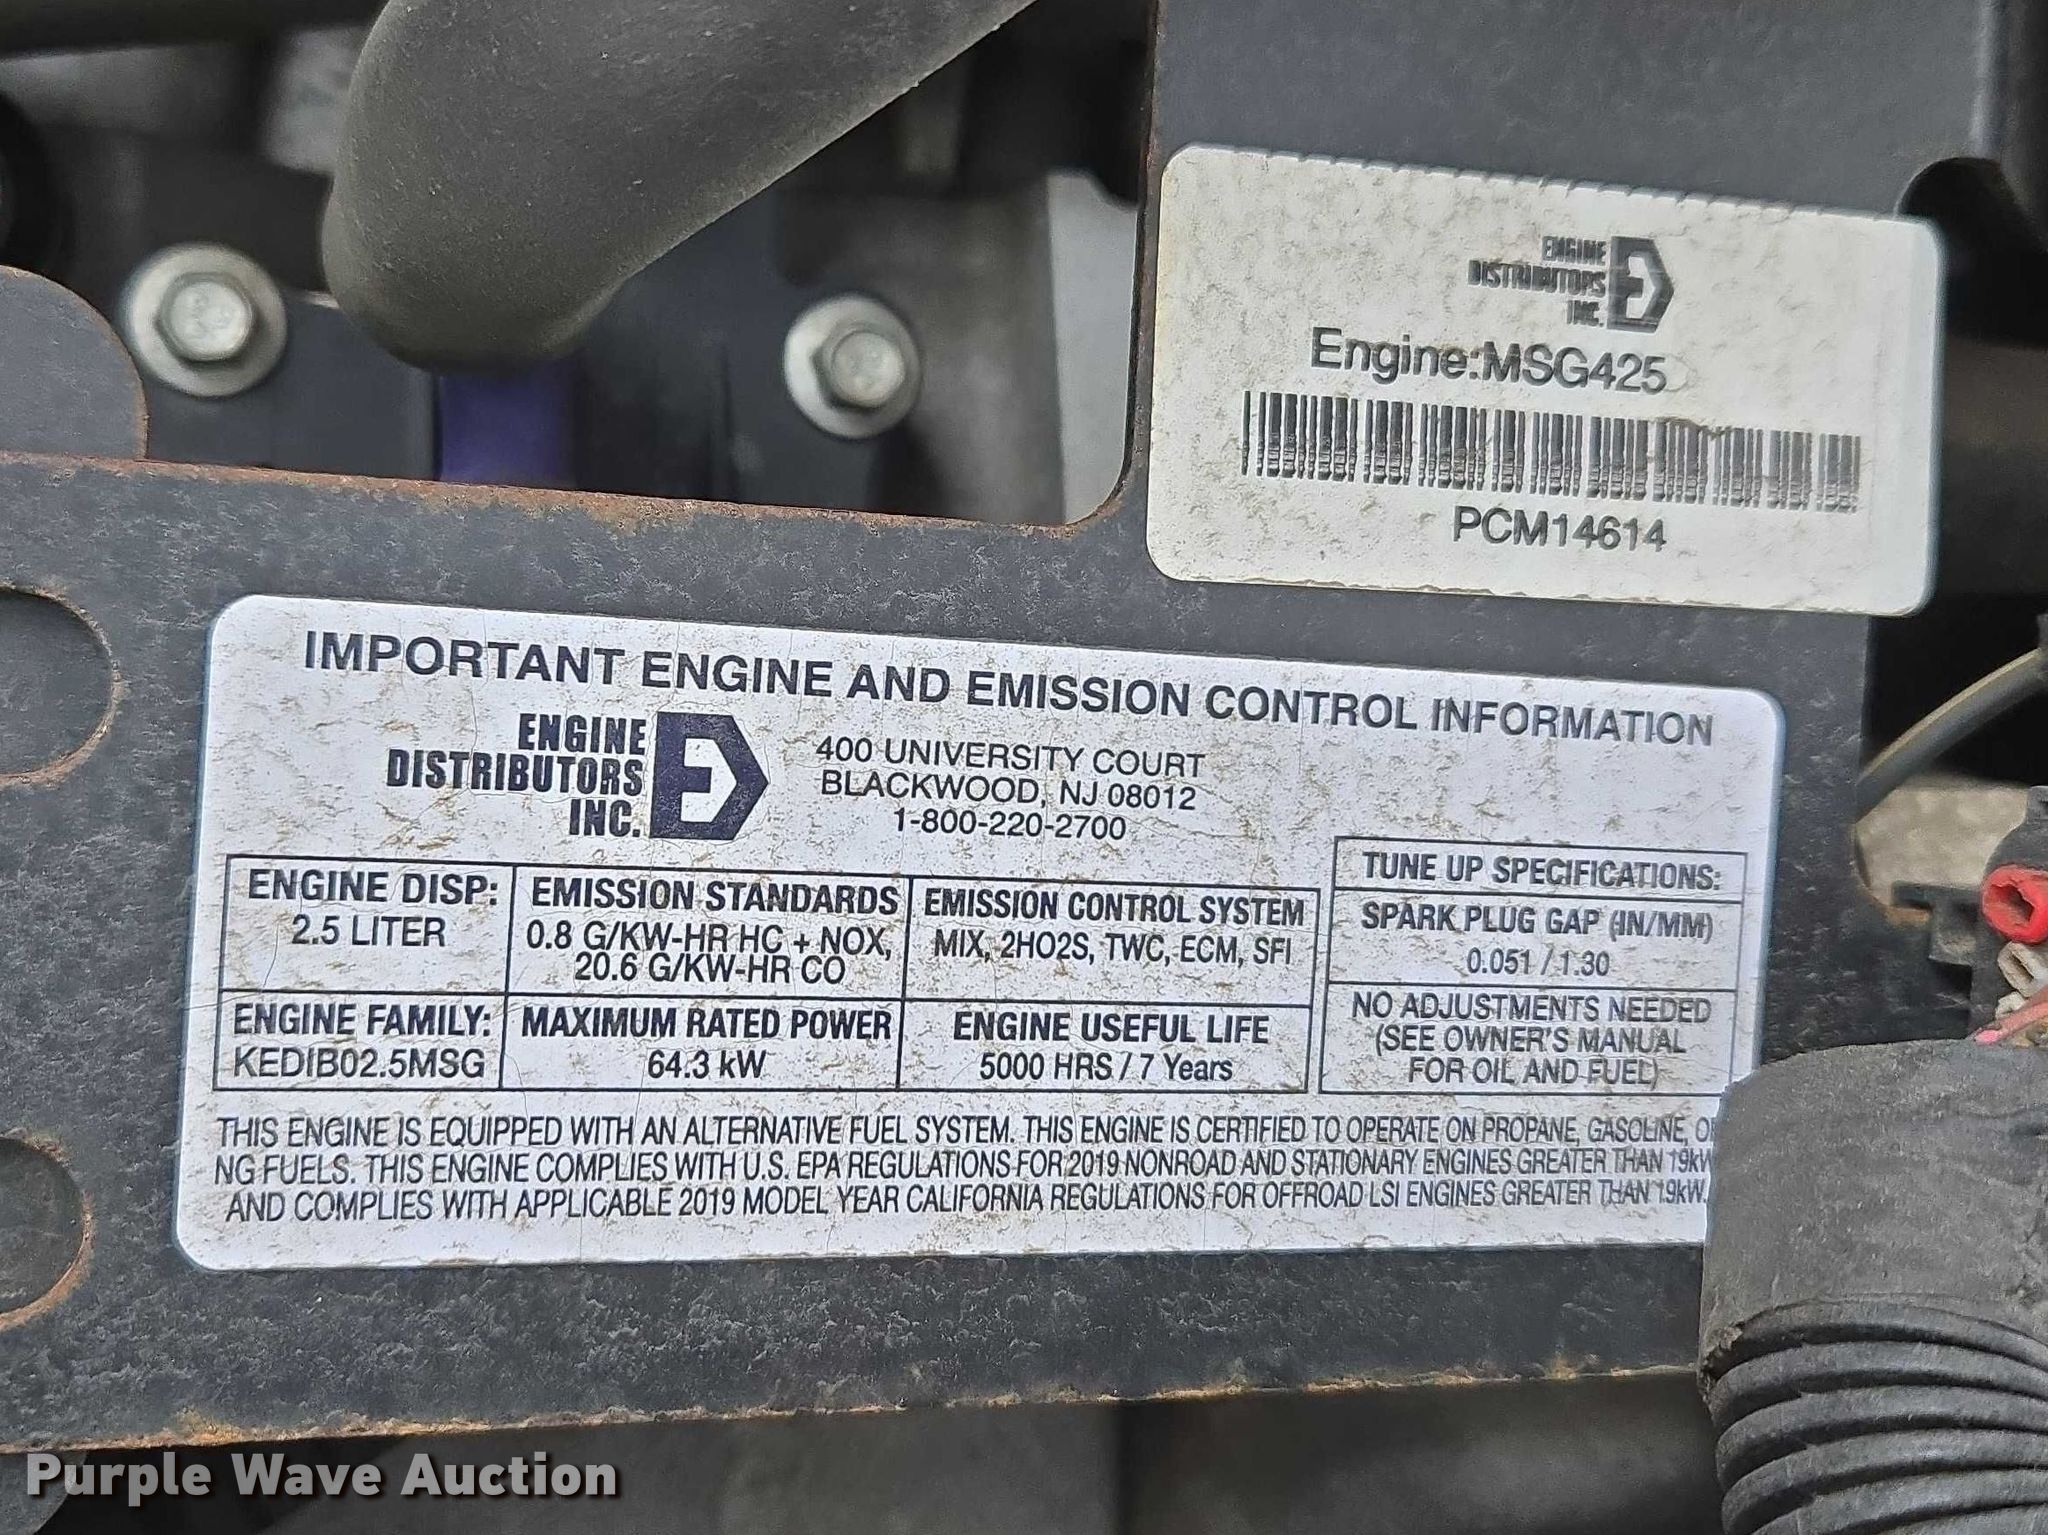 ENGINE
DISTRIBUTORS
INC.
Engine:MSG425
PCM14614
IMPORTANT ENGINE AND EMISSION CONTROL INFORMATION
ENGINE
DISTRIBUTORS
INC.
400 UNIVERSITY COURT
BLACKWOOD, NJ 08012
1-800-220-2700
ENGINE DISP:
2.5 LITER
EMISSION STANDARDS
0.8 G/KW-HR HC + NOX,
20.6 G/KW-HR CO
EMISSION CONTROL SYSTEM
MIX, 2HO2S, TWC, ECM, SFI
ENGINE FAMILY:
KEDIB02.5MSG
MAXIMUM RATED POWER
64.3 kW
ENGINE USEFUL LIFE
5000 HRS / 7 Years
TUNE UP SPECIFICATIONS:
SPARK PLUG GAP (IN/MM)
0.051 / 1.30
NO ADJUSTMENTS NEEDED
(SEE OWNER'S MANUAL
FOR OIL AND FUEL)
THIS ENGINE IS EQUIPPED WITH AN ALTERNATIVE FUEL SYSTEM. THIS ENGINE IS CERTIFIED TO OPERATE ON PROPANE, GASOLINE,
NG FUELS. THIS ENGINE COMPLIES WITH U.S. EPA REGULATIONS FOR 2019 NONROAD AND STATIONARY ENGINES GREATER THAN 19kW
AND COMPLIES WITH APPLICABLE 2019 MODEL YEAR CALIFORNIA REGULATIONS FOR OFFROAD LSI ENGINES GREATER THAN 19kW.
Purple Wave Auction